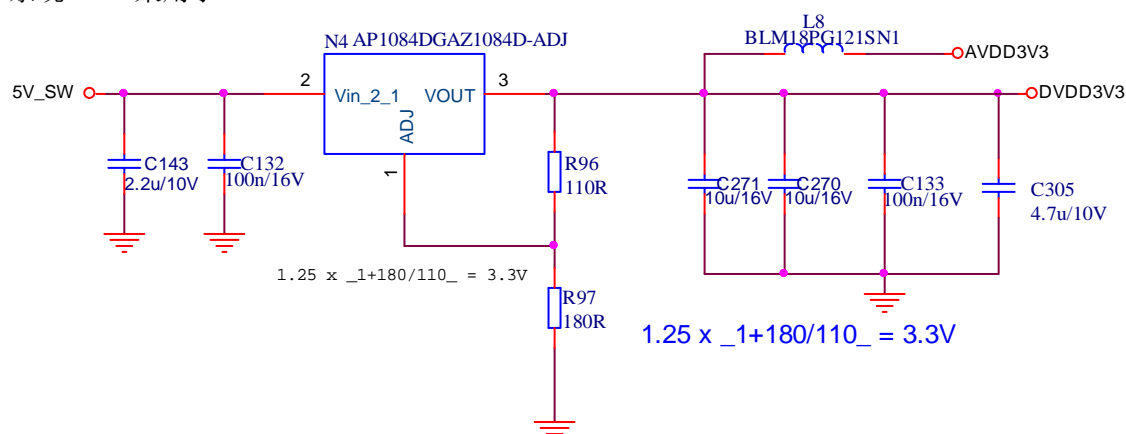 L8
BLM18PG121SN1
N4 AP1084DGAZ1084D-ADJ
AVDD3V3
5V_SW
2
Vin_2_1
VOUT
3
DVDD3V3
ADJ
1
C143
2.2u/10V
C132
100n/16V
R96
110R
C271
10u/16V
C270
10u/16V
C133
100n/16V
C305
4.7u/10V
1.25 x _1+180/110_ = 3.3V
R97
180R
1.25 x _1+180/110_ = 3.3V